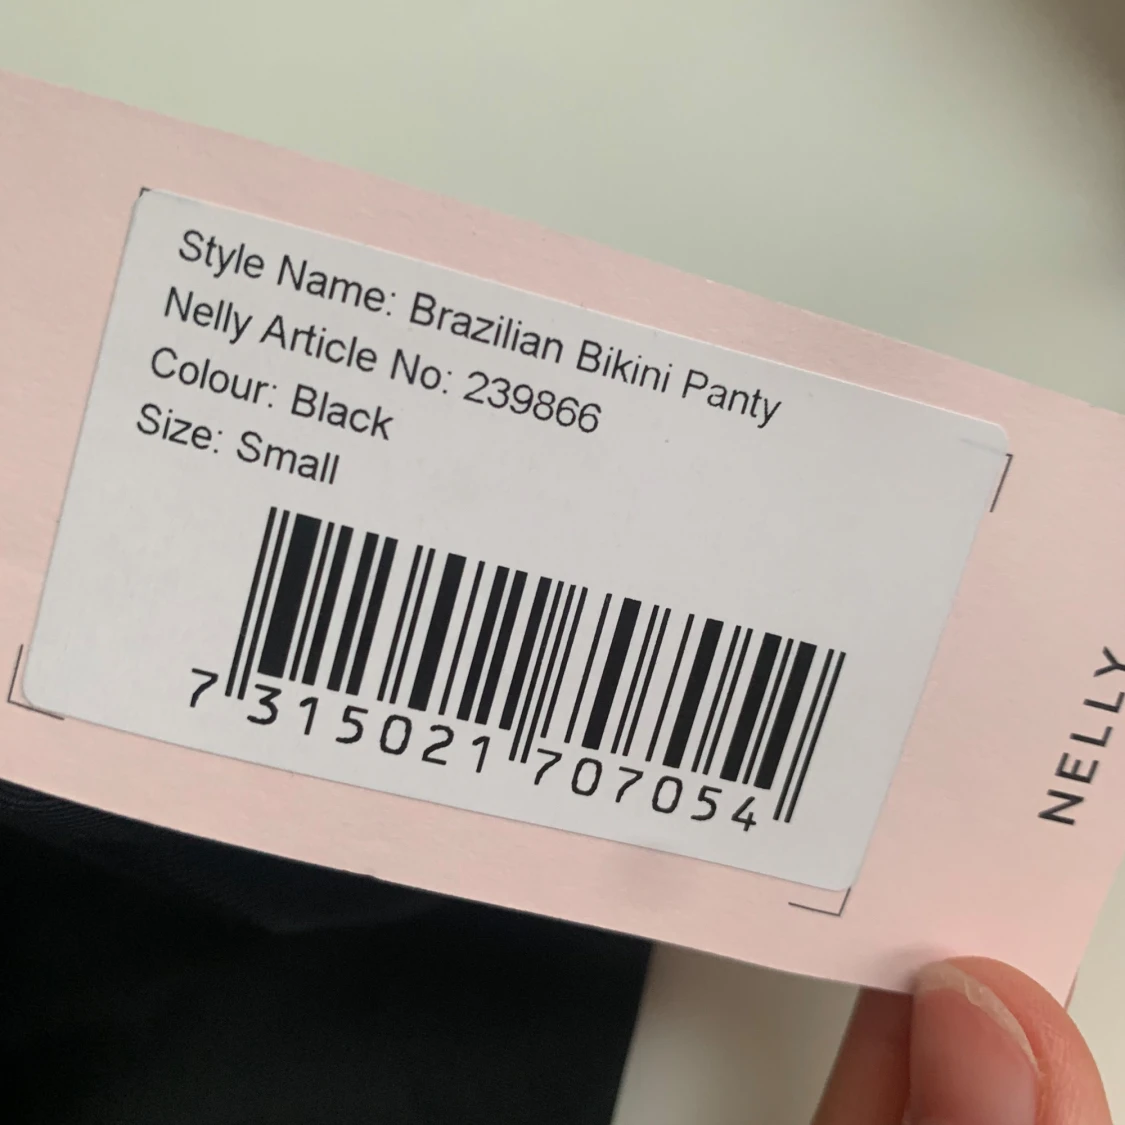 Style Name: Brazilian Bikini Panty
Nelly Article No: 239866
Colour: Black
Size: Small
7 315021 707054
NELLY